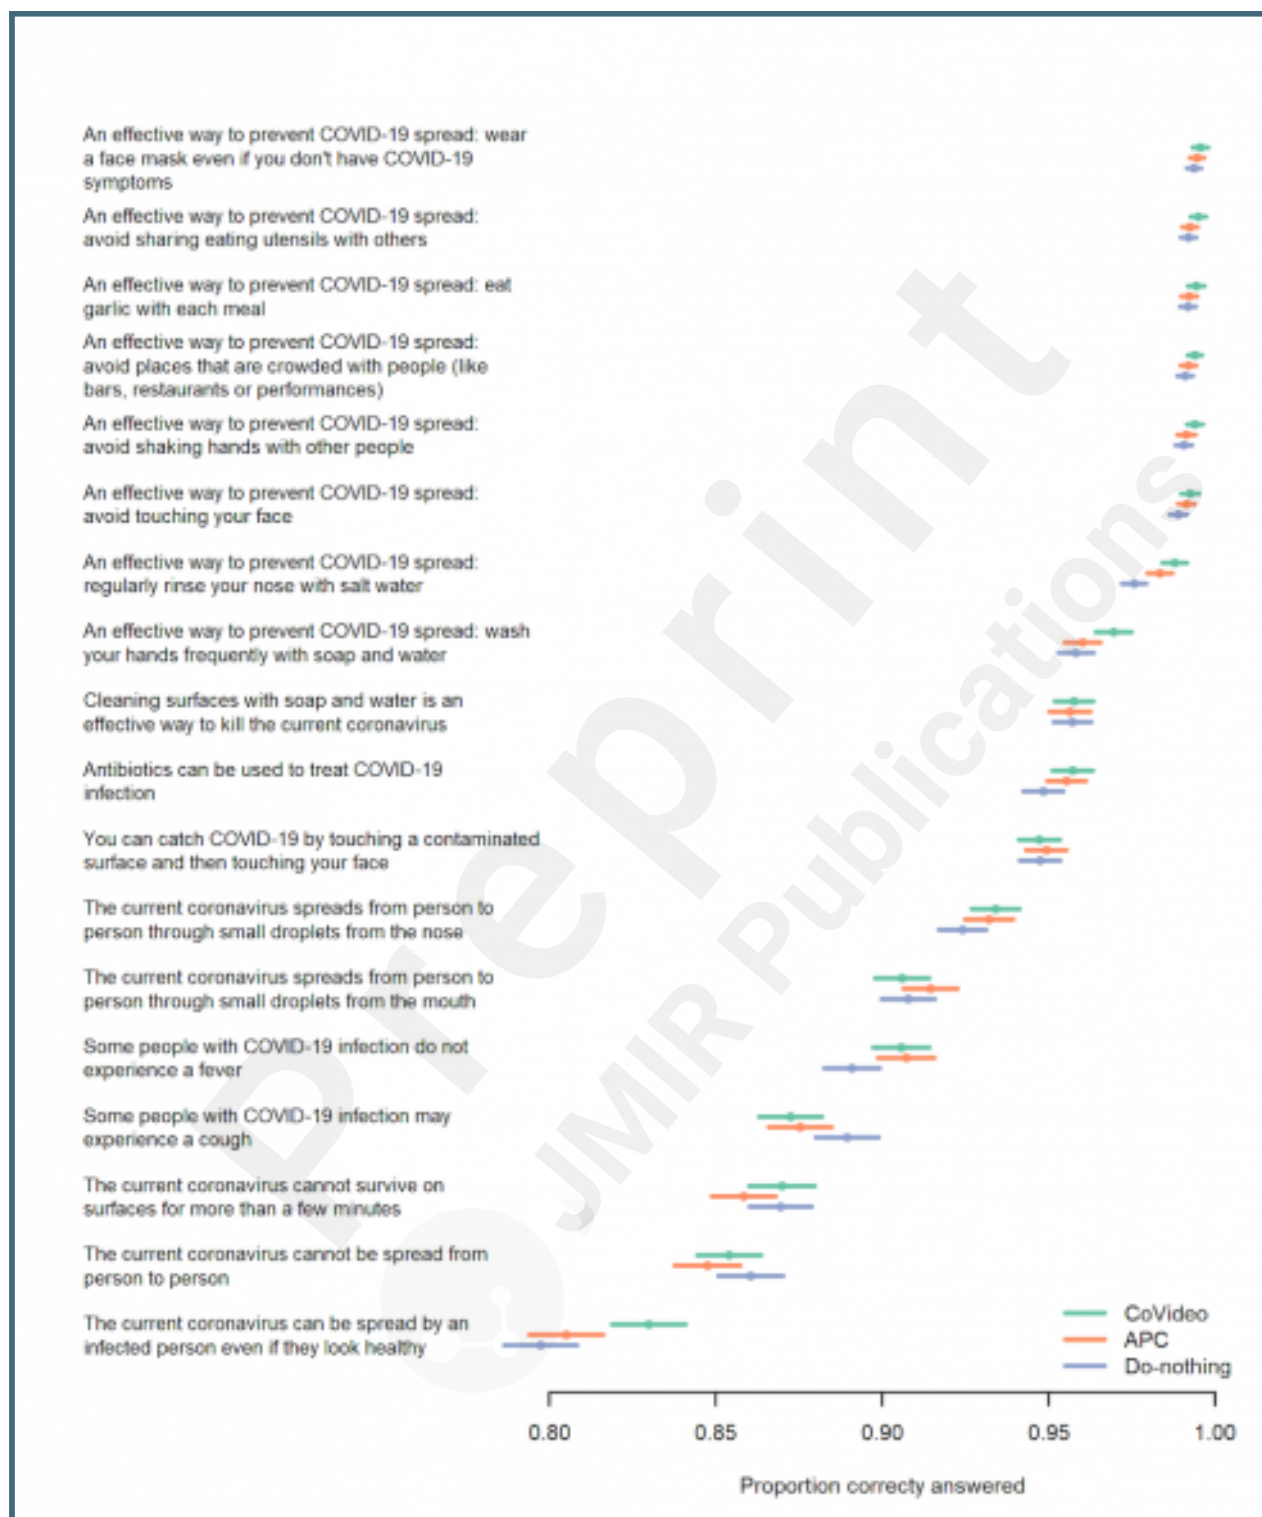 An effective way to prevent COVID-19 spread: wear
a face mask even if you don't have COVID-19
symptoms
An effective way to prevent COVID-19 spread:
avoid sharing eating utensils with others
An effective way to prevent COVID-19 spread: eat
garlic with each meal
An effective way to prevent COVID-19 spread:
avoid places that are crowded with people (like
bars, restaurants or performances)
An effective way to prevent COVID-19 spread:
avoid shaking hands with other people
An effective way to prevent COVID-19 spread:
avoid touching your face
An effective way to prevent COVID-19 spread:
regularly rinse your nose with salt water
An effective way to prevent COVID-19 spread: wash
your hands frequently with soap and water
Cleaning surfaces with soap and water is an
effective way to kill the current coronavirus
Antibiotics can be used to treat COVID-19
infection
You can catch COVID-19 by touching a contaminated
surface and then touching your face
The current coronavirus spreads from person to
person through small droplets from the nose
The current coronavirus spreads from person to
person through small droplets from the mouth
Some people with COVID-19 infection do not
experience a fever
Some people with COVID-19 infection may
experience a cough
The current coronavirus cannot survive on
surfaces for more than a few minutes
The current coronavirus cannot be spread from
person to person
The current coronavirus can be spread by an
infected person even if they look healthy
CoVideo
APC
Do-nothing
0.80 0.85 0.90 0.95 1.00
Proportion correcty answered
Preprint
JMIR Publications